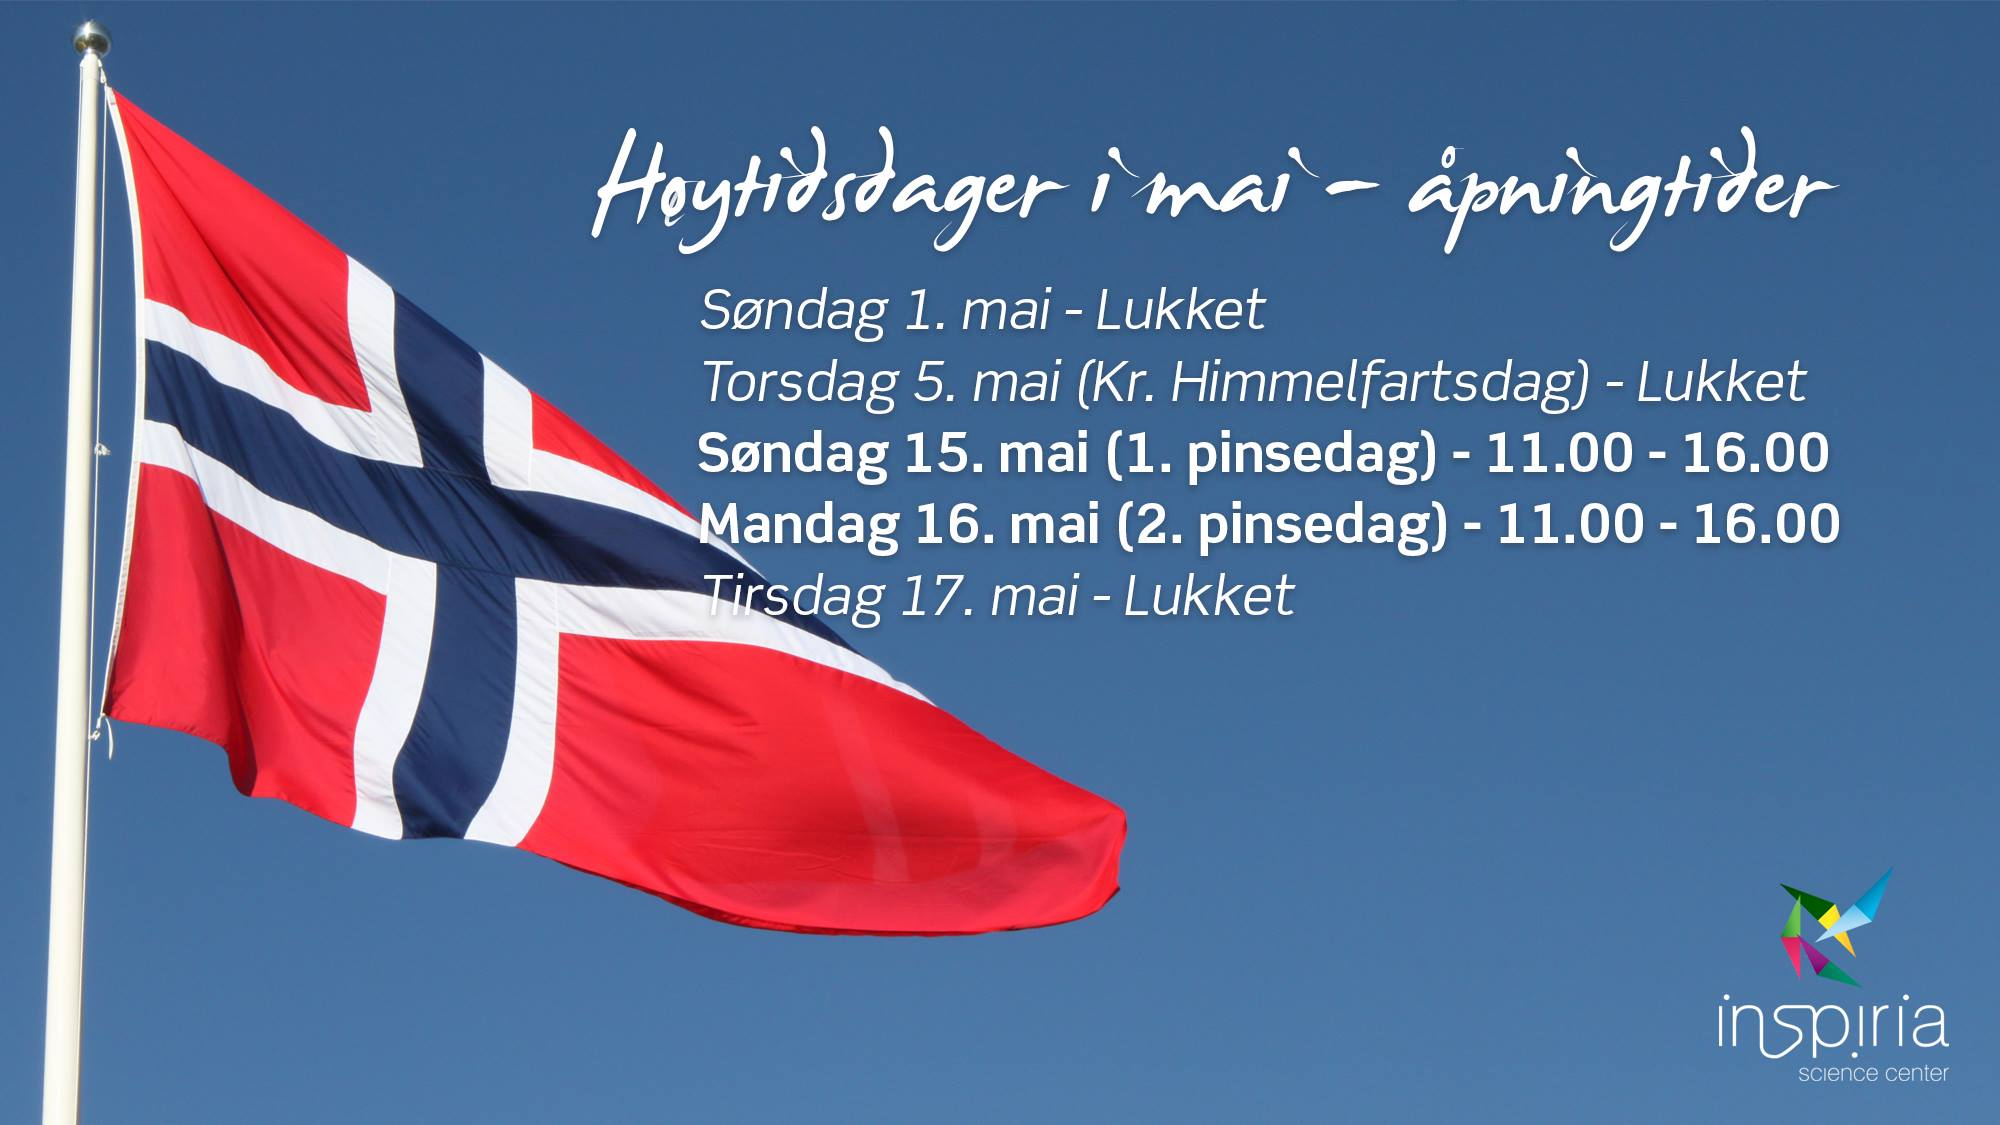 Høytidsdager i mai - åpningtider
Søndag 1. mai - Lukket
Torsdag 5. mai (Kr. Himmelfartsdag) - Lukket
Søndag 15. mai (1. pinsedag) - 11.00 - 16.00
Mandag 16. mai (2. pinsedag) - 11.00 - 16.00
Tirsdag 17. mai - Lukket
inspiria
science center